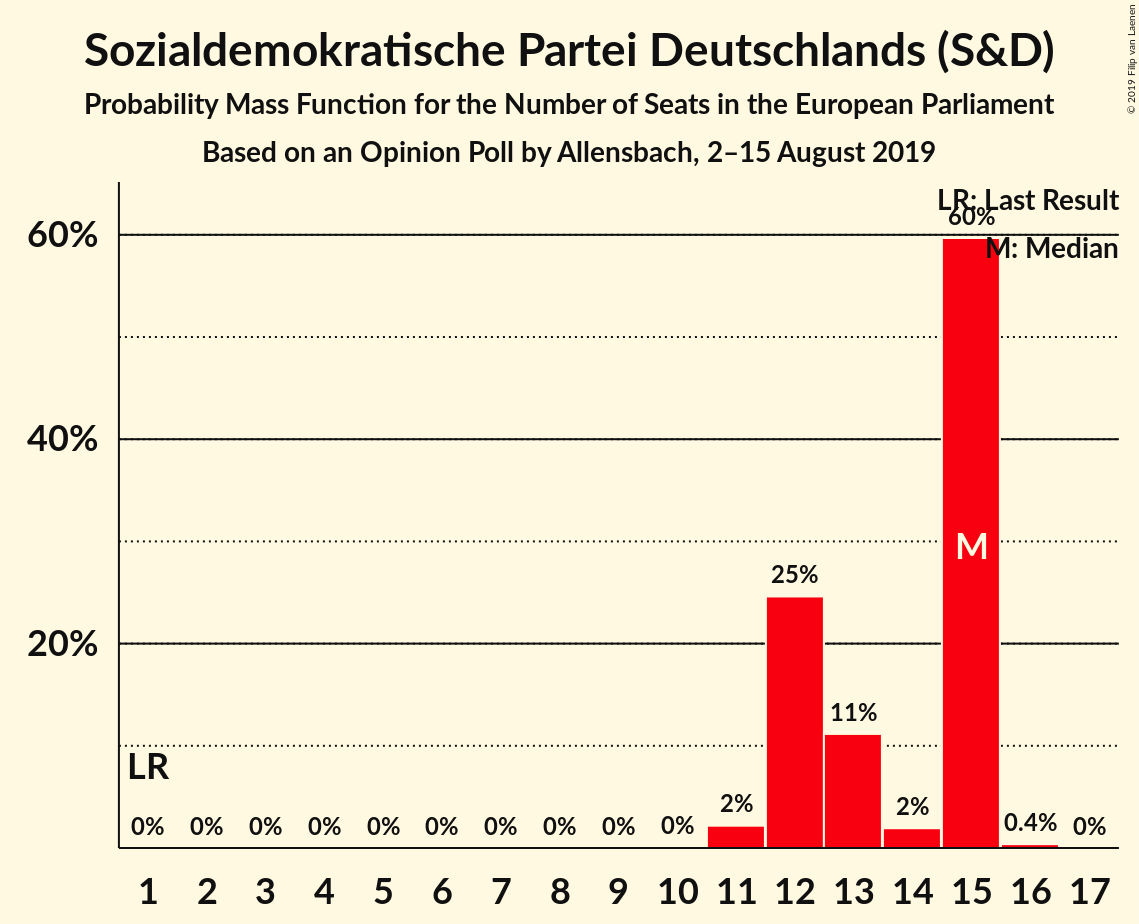 Sozialdemokratische Partei Deutschlands (S&D)
Probability Mass Function for the Number of Seats in the European Parliament
Based on an Opinion Poll by Allensbach, 2–15 August 2019
© 2019 Filip van Laenen
LR: Last Result
M: Median
60%
40%
20%
LR
0% 0% 0% 0% 0% 0% 0% 0% 0% 0% 2% 25% 11% 2% 60% 0.4% 0%
M
1 2 3 4 5 6 7 8 9 10 11 12 13 14 15 16 17